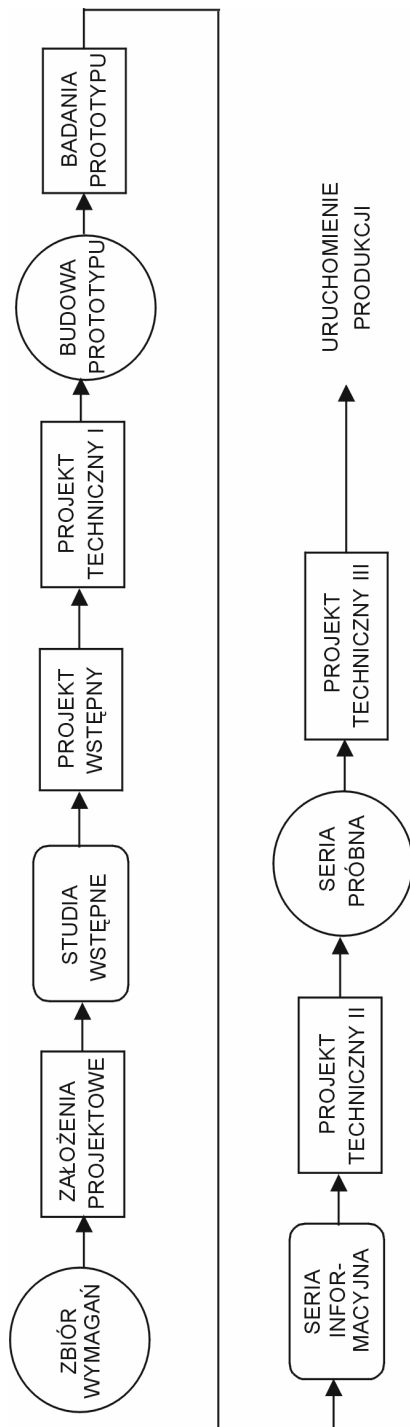 ZBIÓR
WYMAGAŃ
ZAŁOŻENIA
PROJEKTOWE
STUDIA
WSTĘPNE
PROJEKT
WSTĘPNY
PROJEKT
TECHNICZNY I
BUDOWA
PROTOTYPU
BADANIA
PROTOTYPU
SERIA
INFOR-
MACYJNA
PROJEKT
TECHNICZNY II
SERIA
PRÓBNA
PROJEKT
TECHNICZNY III
URUCHOMIENIE
PRODUKCJI